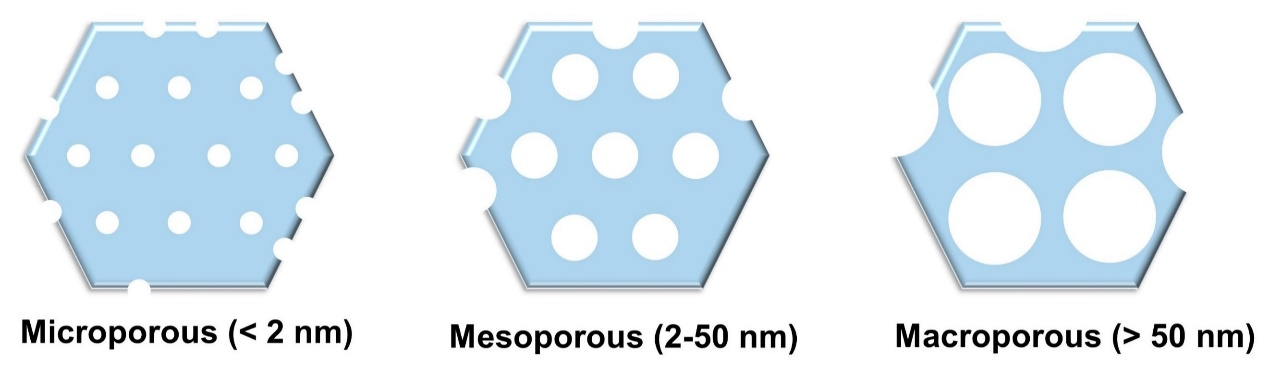 Microporous (< 2 nm)
Mesoporous (2-50 nm)
Macroporous (> 50 nm)